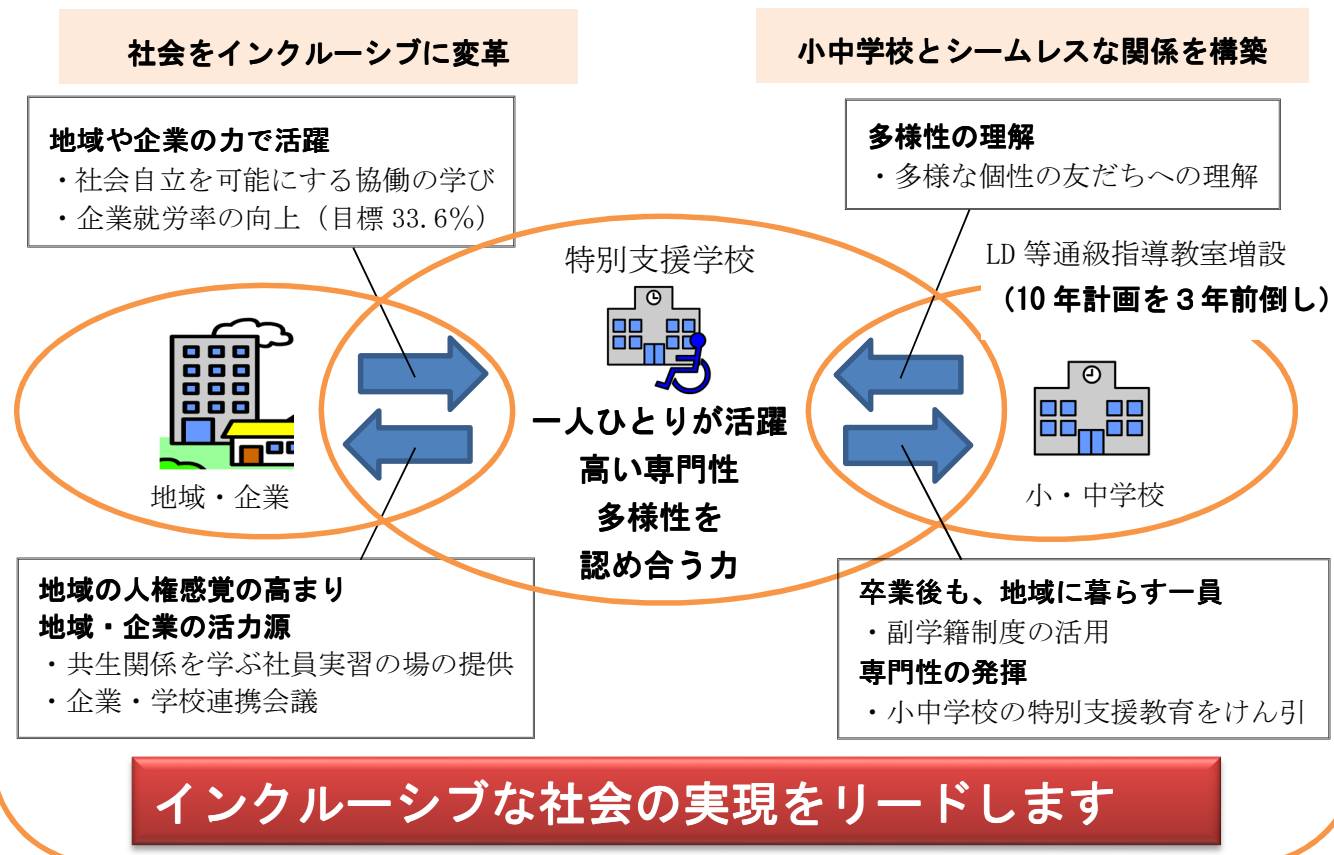 社会をインクルーシブに変革
小中学校とシームレスな関係を構築
地域や企業の力で活躍
・社会自立を可能にする協働の学び
・企業就労率の向上（目標 33.6％）
多様性の理解
・多様な個性の友だちへの理解
特別支援学校
LD 等通級指導教室増設
（10 年計画を３年前倒し）
一人ひとりが活躍
高い専門性
多様性を
認め合う力
地域・企業
小・中学校
地域の人権感覚の高まり
地域・企業の活力源
・共生関係を学ぶ社員実習の場の提供
・企業・学校連携会議
卒業後も、地域に暮らす一員
・副学籍制度の活用
専門性の発揮
・小中学校の特別支援教育をけん引
インクルーシブな社会の実現をリードします